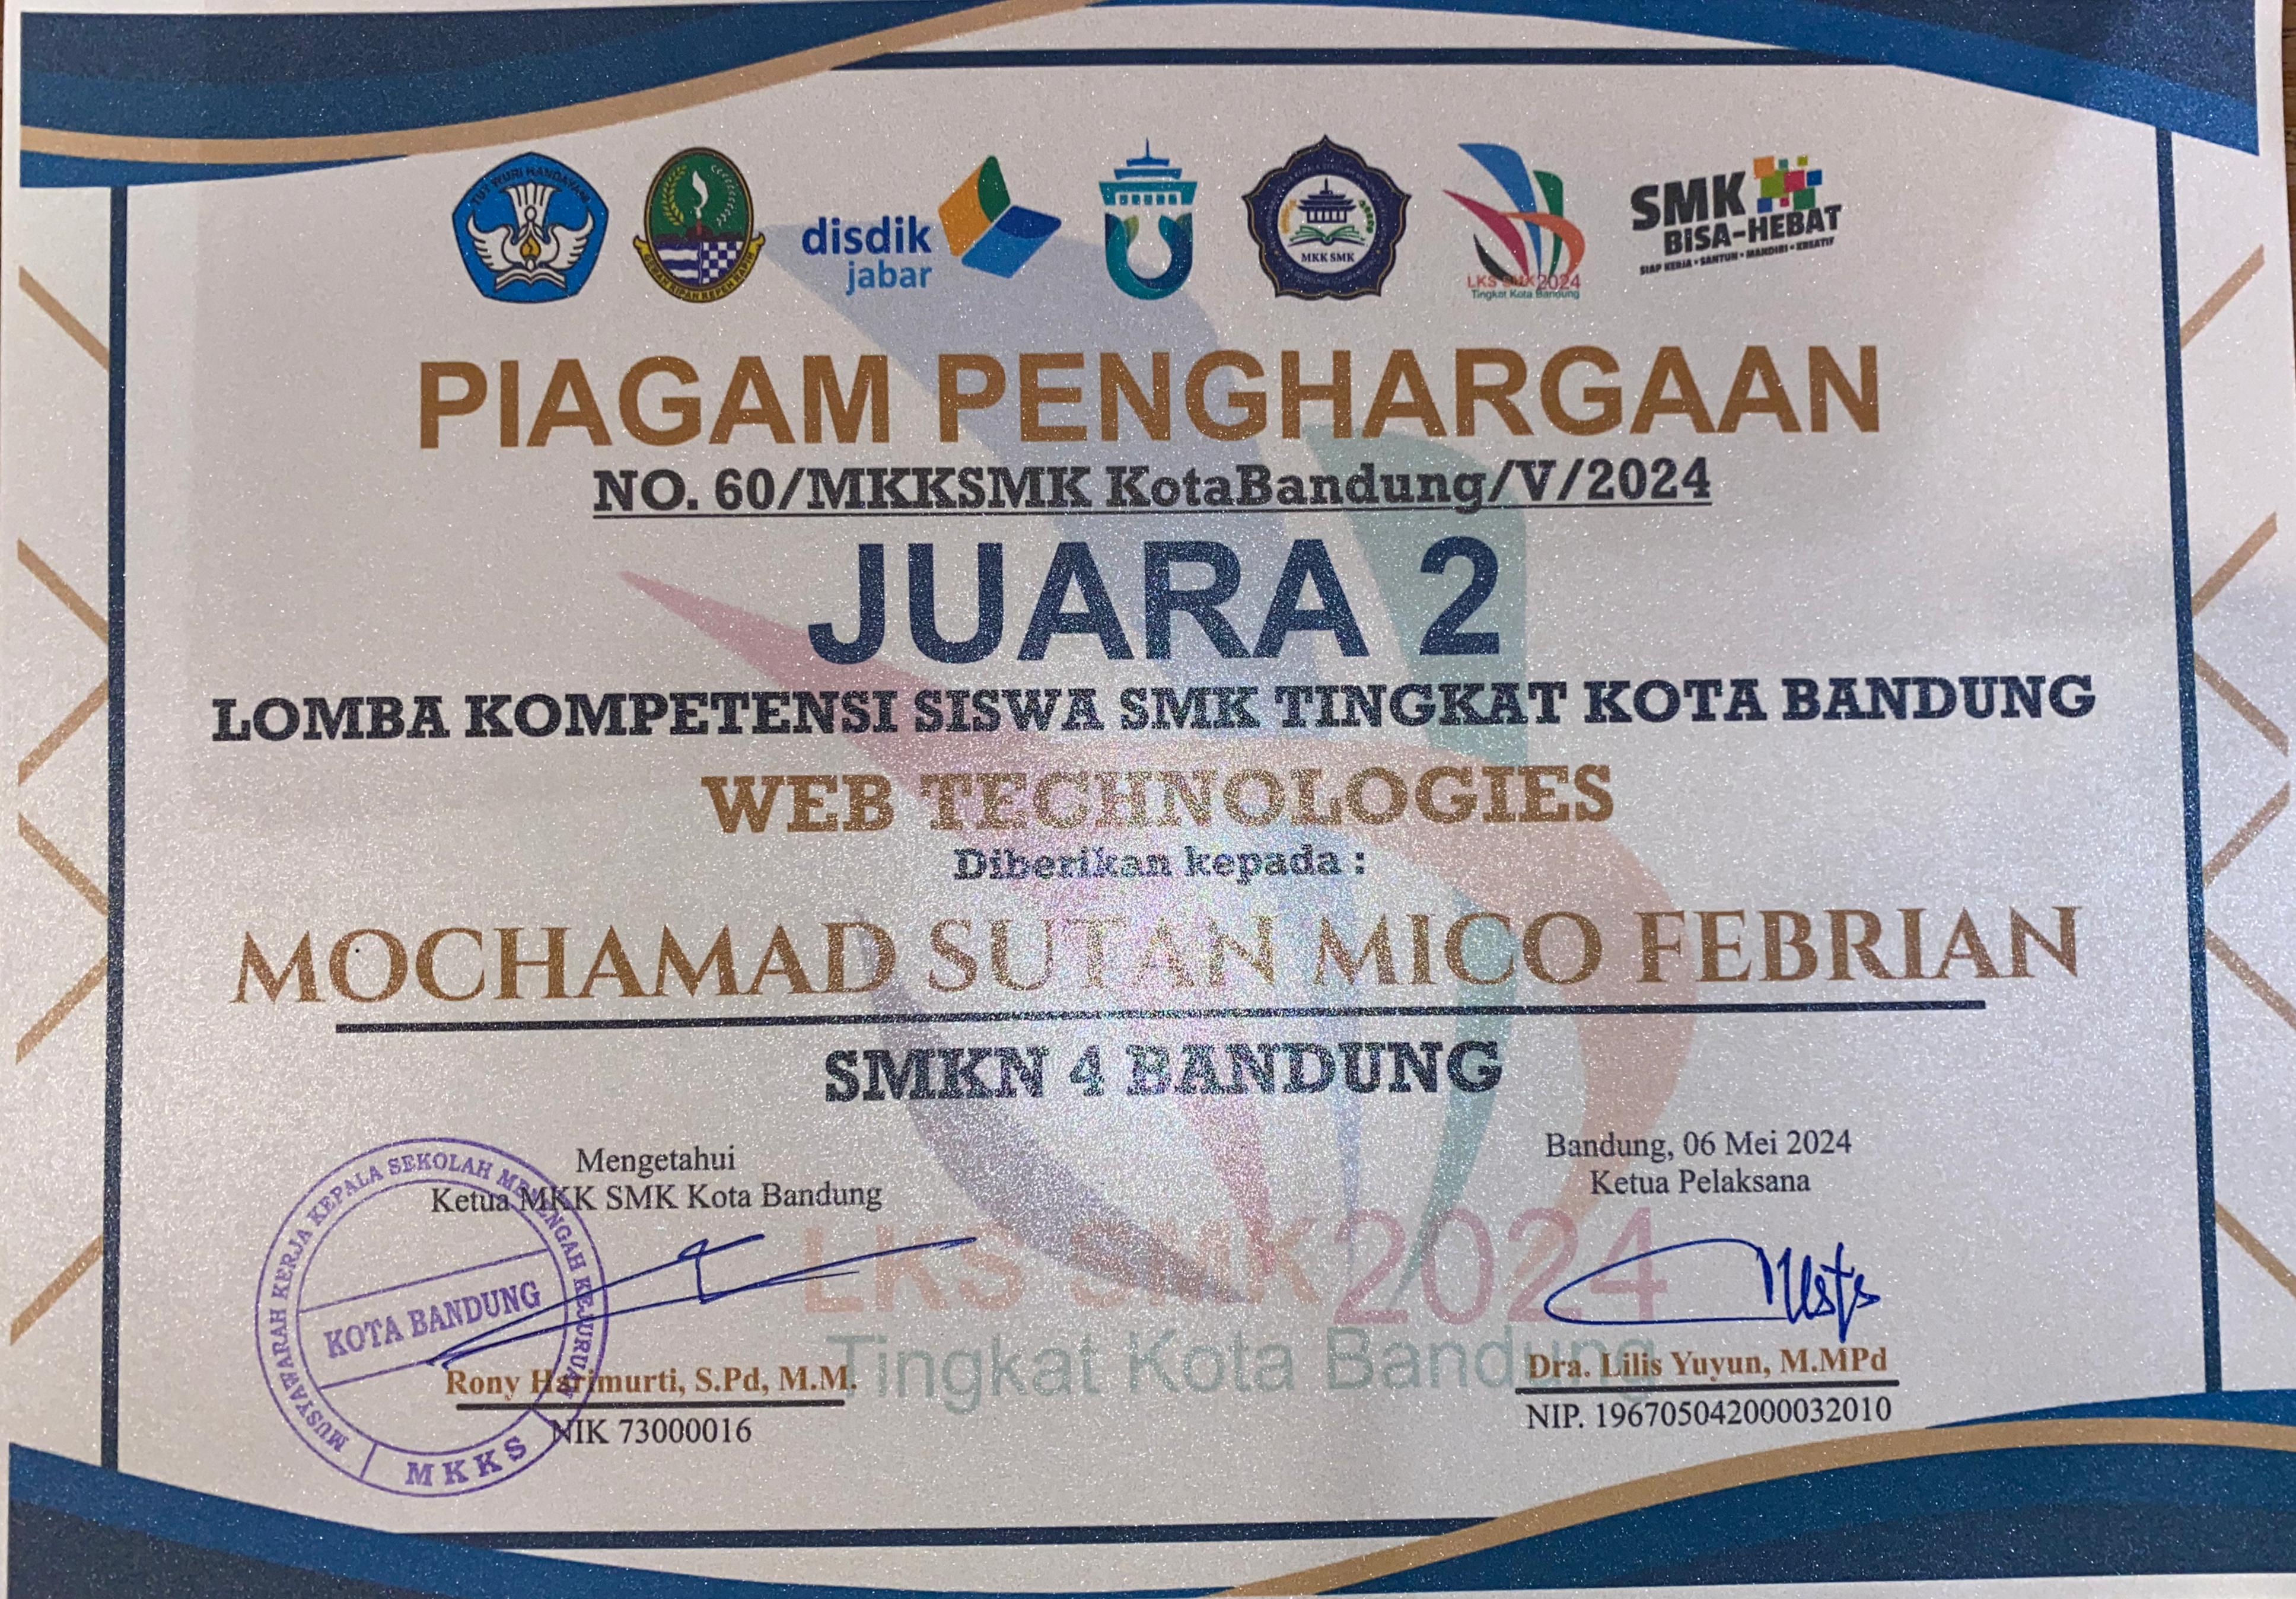 TUT WURI HANDAYANI
GEMAH RIPAH REPEH RAPIH
disdik
jabar
MKK SMK
LKS SMK 2024
Tingkat Kota Bandung
SMK
BISA-HEBAT
SIAP KERJA • SANTUN • MANDIRI • KREATIF
PIAGAM PENGHARGAAN
NO. 60/MKKSMK KotaBandung/V/2024
JUARA 2
LOMBA KOMPETENSI SISWA SMK TINGKAT KOTA BANDUNG
WEB TECHNOLOGIES
Diberikan kepada :
MOCHAMAD SUTAN MICO FEBRIAN
SMKN 4 BANDUNG
Mengetahui
Ketua MKK SMK Kota Bandung
MUSYAWARAH KERJA KEPALA SEKOLAH MENENGAH KEJURUAN
KOTA BANDUNG
MKKS
Rony Harimurti, S.Pd, M.M.
NIK 73000016
Bandung, 06 Mei 2024
Ketua Pelaksana
Dra. Lilis Yuyun, M.MPd
NIP. 196705042000032010
LKS SMK 2024
Tingkat Kota Bandung